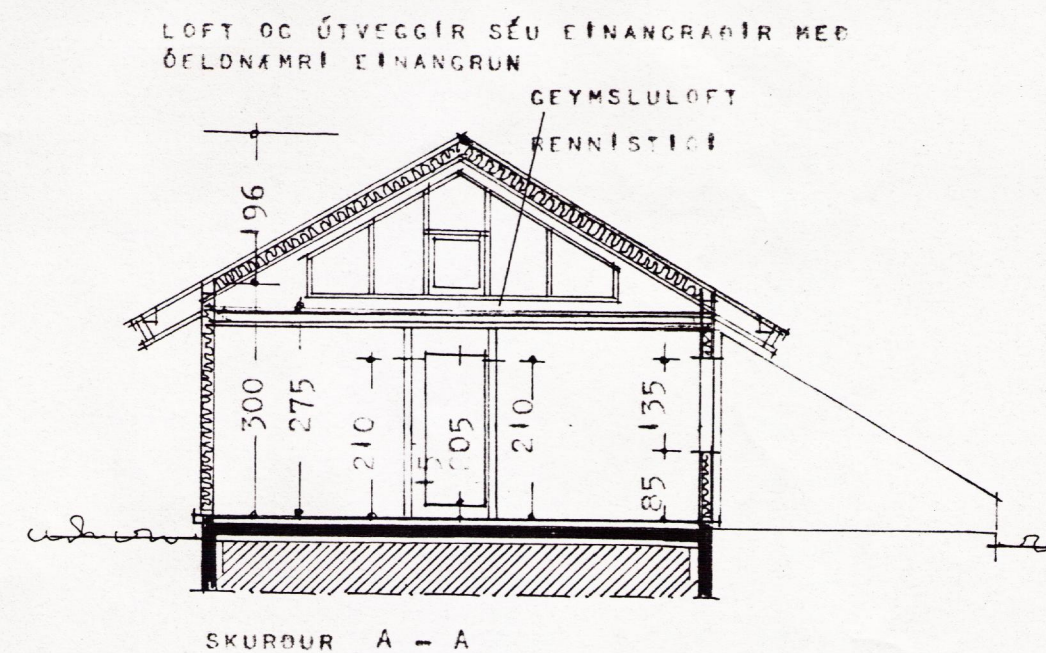 LOFT OG ÚTVEGGIR SÉU EINANGRAÐIR MEÐ
ÓELDNÆMRI EINANGRUN
GEYMSLULOFT
RENNISTIGI
196
300
275
210
5
205
210
135
85
SKURÐUR A - A